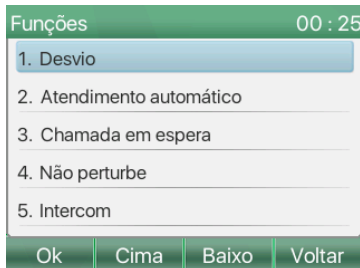 Funções 00 : 25
1. Desvio
2. Atendimento automático
3. Chamada em espera
4. Não perturbe
5. Intercom
Ok Cima Baixo Voltar